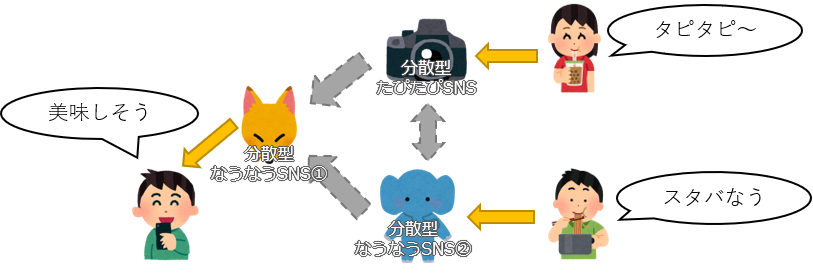 タピタピ～
分散型
たぴたぴSNS
美味しそう
分散型
なうなうSNS①
スタバなう
分散型
なうなうSNS②